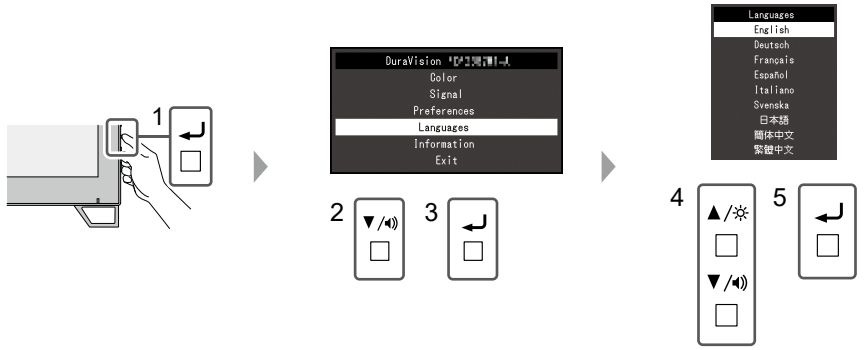 1
DuraVision
Color
Signal
Preferences
Languages
Information
Exit
2
3
Languages
English
Deutsch
Français
Español
Italiano
Svenska
日本語
簡体中文
繁體中文
4
5